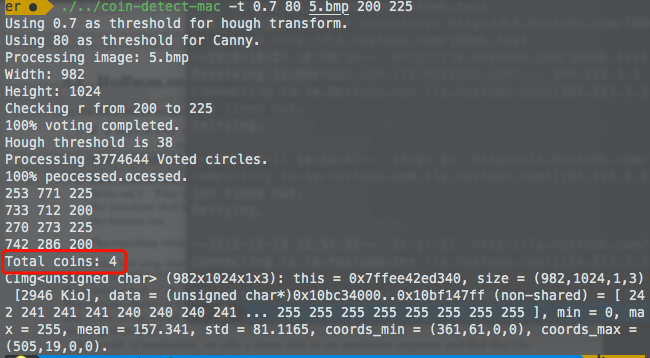 er ● ./../coin-detect-mac -t 0.7 80 5.bmp 200 225
Using 0.7 as threshold for hough transform.
Using 80 as threshold for Canny.
Processing image: 5.bmp
Width: 982
Height: 1024
Checking r from 200 to 225
100% voting completed.
Hough threshold is 38
Processing 3774644 Voted circles.
100% peocessed.ocessed.
253 771 225
733 712 200
270 273 225
742 286 200
Total coins: 4
CImg<unsigned char> (982x1024x1x3): this = 0x7ffee42ed340, size = (982,1024,1,3)
[2946 Kio], data = (unsigned char*)0x10bc34000..0x10bf147ff (non-shared) = [ 24
2 241 241 241 240 240 240 241 ... 255 255 255 255 255 255 255 255 ], min = 0, ma
x = 255, mean = 157.341, std = 81.1165, coords_min = (361,61,0,0), coords_max =
(505,19,0,0).